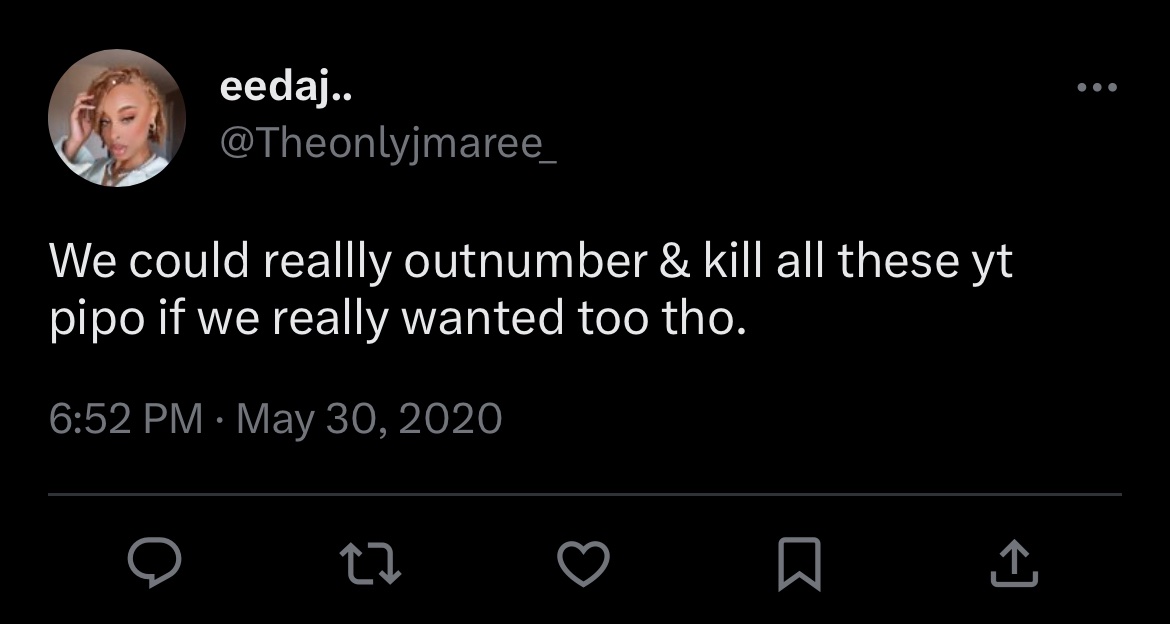 eedaj..
@Theonlyjmaree_
We could reallly outnumber & kill all these yt
pipo if we really wanted too tho.
6:52 PM · May 30, 2020